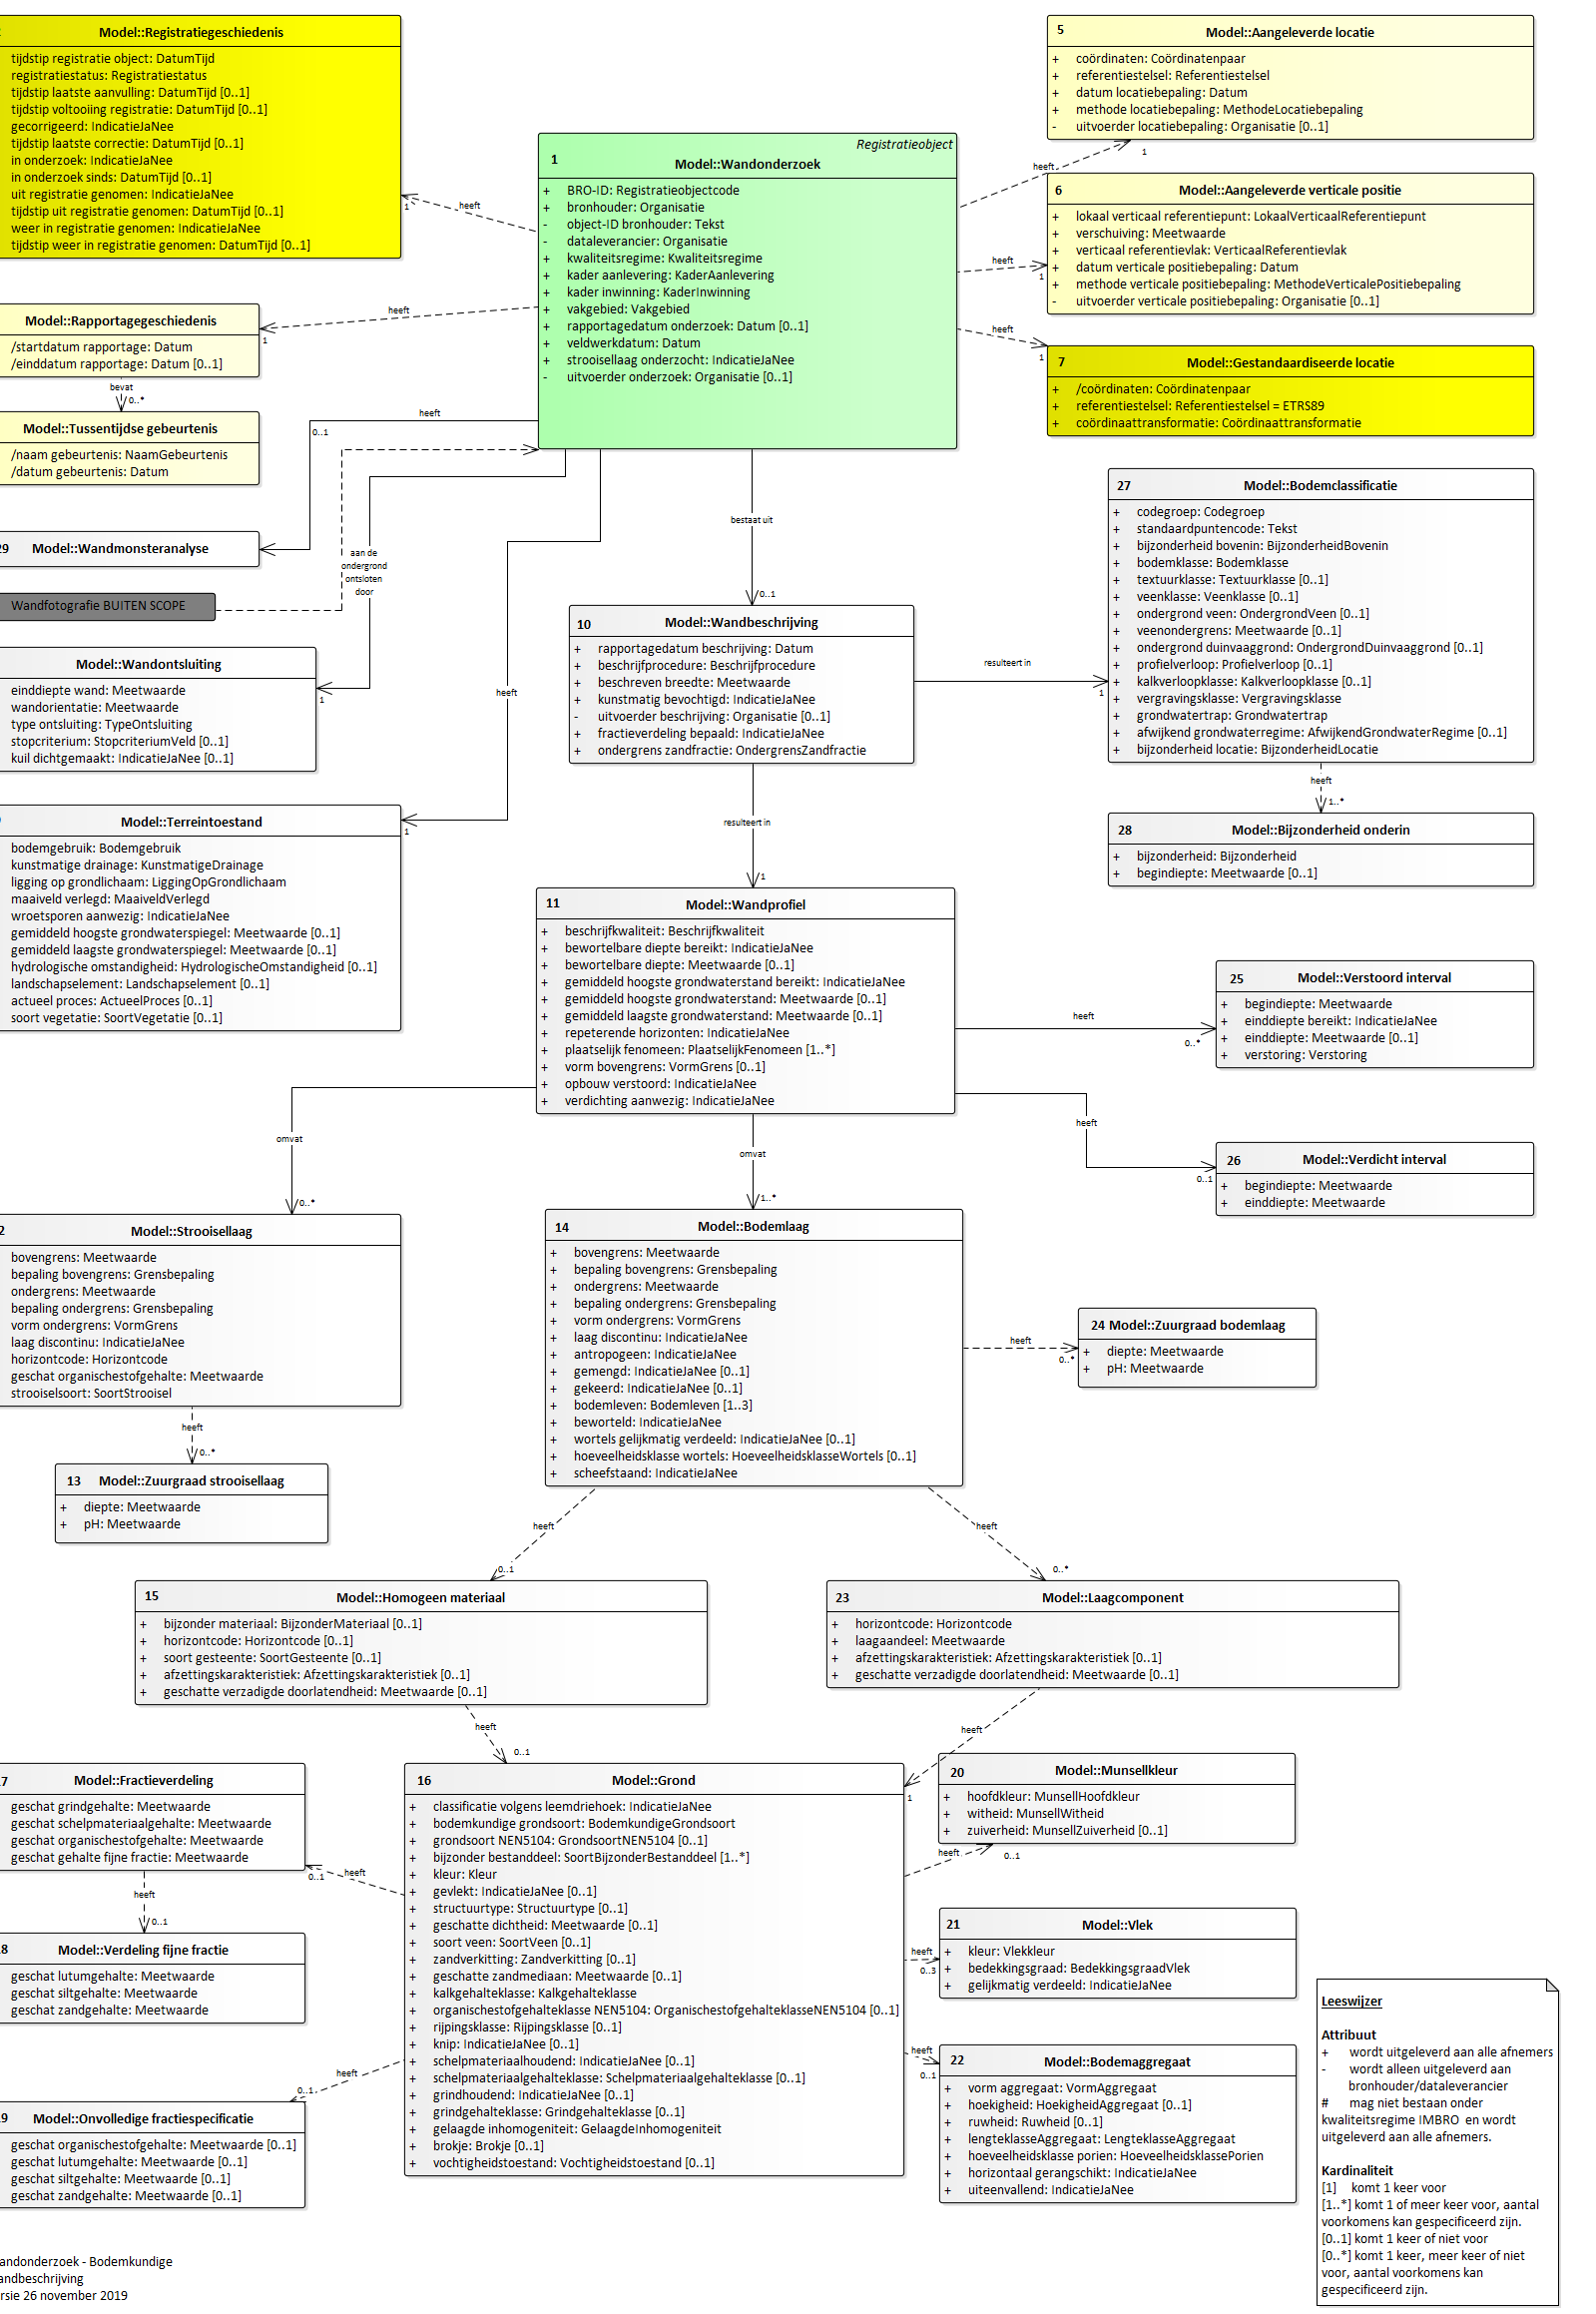 Model::Registratiegeschiedenis
tijdstip registratie object: DatumTijd
registratiestatus: Registratiestatus
tijdstip laatste aanvulling: DatumTijd [0..1]
tijdstip voltooiing registratie: DatumTijd [0..1]
gecorrigeerd: IndicatieJaNee
tijdstip laatste correctie: DatumTijd [0..1]
in onderzoek: IndicatieJaNee
in onderzoek sinds: DatumTijd [0..1]
uit registratie genomen: IndicatieJaNee
tijdstip uit registratie genomen: DatumTijd [0..1]
weer in registratie genomen: IndicatieJaNee
tijdstip weer in registratie genomen: DatumTijd [0..1]
1
heeft
Registratieobject
1 Model::Wandonderzoek
+ BRO-ID: Registratieobjectcode
+ bronhouder: Organisatie
- object-ID bronhouder: Tekst
- dataleverancier: Organisatie
+ kwaliteitsregime: Kwaliteitsregime
+ kader aanlevering: KaderAanlevering
+ kader inwinning: KaderInwinning
+ vakgebied: Vakgebied
+ rapportagedatum onderzoek: Datum [0..1]
+ veldwerkdatum: Datum
+ strooisellaag onderzocht: IndicatieJaNee
- uitvoerder onderzoek: Organisatie [0..1]
5 Model::Aangeleverde locatie
+ coördinaten: Coördinatenpaar
+ referentiestelsel: Referentiestelsel
+ datum locatiebepaling: Datum
+ methode locatiebepaling: MethodeLocatiebepaling
- uitvoerder locatiebepaling: Organisatie [0..1]
heeft
1
6 Model::Aangeleverde verticale positie
+ lokaal verticaal referentiepunt: LokaalVerticaalReferentiepunt
+ verschuiving: Meetwaarde
+ verticaal referentievlak: VerticaalReferentievlak
+ datum verticale positiebepaling: Datum
+ methode verticale positiebepaling: MethodeVerticalePositiebepaling
- uitvoerder verticale positiebepaling: Organisatie [0..1]
heeft
1
7 Model::Gestandaardiseerde locatie
+ /coördinaten: Coördinatenpaar
+ referentiestelsel: Referentiestelsel = ETRS89
+ coördinaattransformatie: Coördinaattransformatie
heeft
1
Model::Rapportagegeschiedenis
/startdatum rapportage: Datum
/einddatum rapportage: Datum [0..1]
heeft
1
bevat
0..*
Model::Tussentijdse gebeurtenis
/naam gebeurtenis: NaamGebeurtenis
/datum gebeurtenis: Datum
heeft
0..1
29 Model::Wandmonsteranalyse
Wandfotografie BUITEN SCOPE
aan de
ondergrond
ontsloten
door
Model::Wandontsluiting
einddiepte wand: Meetwaarde
wandorientatie: Meetwaarde
type ontsluiting: TypeOntsluiting
stopcriterium: StopcriteriumVeld [0..1]
kuil dichtgemaakt: IndicatieJaNee [0..1]
1
heeft
Model::Terreintoestand
bodemgebruik: Bodemgebruik
kunstmatige drainage: KunstmatigeDrainage
ligging op grondlichaam: LiggingOpGrondlichaam
maaiveld verlegd: MaaiveldVerlegd
wroetsporen aanwezig: IndicatieJaNee
gemiddeld hoogste grondwaterspiegel: Meetwaarde [0..1]
gemiddeld laagste grondwaterspiegel: Meetwaarde [0..1]
hydrologische omstandigheid: HydrologischeOmstandigheid [0..1]
landschapselement: Landschapselement [0..1]
actueel proces: ActueelProces [0..1]
soort vegetatie: SoortVegetatie [0..1]
1
bestaat uit
0..1
10 Model::Wandbeschrijving
+ rapportagedatum beschrijving: Datum
+ beschrijfprocedure: Beschrijfprocedure
+ beschreven breedte: Meetwaarde
+ kunstmatig bevochtigd: IndicatieJaNee
- uitvoerder beschrijving: Organisatie [0..1]
+ fractieverdeling bepaald: IndicatieJaNee
+ ondergrens zandfractie: OndergrensZandfractie
resulteert in
1
27 Model::Bodemclassificatie
+ codegroep: Codegroep
+ standaardpuntencode: Tekst
+ bijzonderheid bovenin: BijzonderheidBovenin
+ bodemklasse: Bodemklasse
+ textuurklasse: Textuurklasse [0..1]
+ veenklasse: Veenklasse [0..1]
+ ondergrond veen: OndergrondVeen [0..1]
+ veenondergrens: Meetwaarde [0..1]
+ ondergrond duinvaaggrond: OndergrondDuinvaaggrond [0..1]
+ profielverloop: Profielverloop [0..1]
+ kalkverloopklasse: Kalkverloopklasse [0..1]
+ vergravingsklasse: Vergravingsklasse
+ grondwatertrap: Grondwatertrap
+ afwijkend grondwaterregime: AfwijkendGrondwaterRegime [0..1]
+ bijzonderheid locatie: BijzonderheidLocatie
heeft
1..*
28 Model::Bijzonderheid onderin
+ bijzonderheid: Bijzonderheid
+ begindiepte: Meetwaarde [0..1]
resulteert in
1
11 Model::Wandprofiel
+ beschrijfkwaliteit: Beschrijfkwaliteit
+ bewortelbare diepte bereikt: IndicatieJaNee
+ bewortelbare diepte: Meetwaarde [0..1]
+ gemiddeld hoogste grondwaterstand bereikt: IndicatieJaNee
+ gemiddeld hoogste grondwaterstand: Meetwaarde [0..1]
+ gemiddeld laagste grondwaterstand: Meetwaarde [0..1]
+ repeterende horizonten: IndicatieJaNee
+ plaatselijk fenomeen: PlaatselijkFenomeen [1..*]
+ vorm bovengrens: VormGrens [0..1]
+ opbouw verstoord: IndicatieJaNee
+ verdichting aanwezig: IndicatieJaNee
heeft
0..*
25 Model::Verstoord interval
+ begindiepte: Meetwaarde
+ einddiepte bereikt: IndicatieJaNee
+ einddiepte: Meetwaarde [0..1]
+ verstoring: Verstoring
heeft
0..1
26 Model::Verdicht interval
+ begindiepte: Meetwaarde
+ einddiepte: Meetwaarde
omvat
0..*
2 Model::Strooisellaag
bovengrens: Meetwaarde
bepaling bovengrens: Grensbepaling
ondergrens: Meetwaarde
bepaling ondergrens: Grensbepaling
vorm ondergrens: VormGrens
laag discontinu: IndicatieJaNee
horizontcode: Horizontcode
geschat organischestofgehalte: Meetwaarde
strooiselsoort: SoortStrooisel
heeft
0..*
13 Model::Zuurgraad strooisellaag
+ diepte: Meetwaarde
+ pH: Meetwaarde
omvat
1..*
14 Model::Bodemlaag
+ bovengrens: Meetwaarde
+ bepaling bovengrens: Grensbepaling
+ ondergrens: Meetwaarde
+ bepaling ondergrens: Grensbepaling
+ vorm ondergrens: VormGrens
+ laag discontinu: IndicatieJaNee
+ antropogeen: IndicatieJaNee
+ gemengd: IndicatieJaNee [0..1]
+ gekeerd: IndicatieJaNee [0..1]
+ bodemleven: Bodemleven [1..3]
+ beworteld: IndicatieJaNee
+ wortels gelijkmatig verdeeld: IndicatieJaNee [0..1]
+ hoeveelheidsklasse wortels: HoeveelheidsklasseWortels [0..1]
+ scheefstaand: IndicatieJaNee
heeft
0..*
24 Model::Zuurgraad bodemlaag
+ diepte: Meetwaarde
+ pH: Meetwaarde
heeft
0..1
heeft
0..*
15 Model::Homogeen materiaal
+ bijzonder materiaal: BijzonderMateriaal [0..1]
+ horizontcode: Horizontcode [0..1]
+ soort gesteente: SoortGesteente [0..1]
+ afzettingskarakteristiek: Afzettingskarakteristiek [0..1]
+ geschatte verzadigde doorlatendheid: Meetwaarde [0..1]
23 Model::Laagcomponent
+ horizontcode: Horizontcode
+ laagaandeel: Meetwaarde
+ afzettingskarakteristiek: Afzettingskarakteristiek [0..1]
+ geschatte verzadigde doorlatendheid: Meetwaarde [0..1]
heeft
0..1
heeft
1
7 Model::Fractieverdeling
geschat grindgehalte: Meetwaarde
geschat schelpmateriaalgehalte: Meetwaarde
geschat organischestofgehalte: Meetwaarde
geschat gehalte fijne fractie: Meetwaarde
heeft
0..1
heeft
0..1
8 Model::Verdeling fijne fractie
geschat lutumgehalte: Meetwaarde
geschat siltgehalte: Meetwaarde
geschat zandgehalte: Meetwaarde
heeft
0..1
9 Model::Onvolledige fractiespecificatie
geschat organischestofgehalte: Meetwaarde [0..1]
geschat lutumgehalte: Meetwaarde [0..1]
geschat siltgehalte: Meetwaarde [0..1]
geschat zandgehalte: Meetwaarde [0..1]
16 Model::Grond
+ classificatie volgens leemdriehoek: IndicatieJaNee
+ bodemkundige grondsoort: BodemkundigeGrondsoort
+ grondsoort NEN5104: GrondsoortNEN5104 [0..1]
+ bijzonder bestanddeel: SoortBijzonderBestanddeel [1..*]
+ kleur: Kleur
+ gevlekt: IndicatieJaNee [0..1]
+ structuurtype: Structuurtype [0..1]
+ geschatte dichtheid: Meetwaarde [0..1]
+ soort veen: SoortVeen [0..1]
+ zandverkitting: Zandverkitting [0..1]
+ geschatte zandmediaan: Meetwaarde [0..1]
+ kalkgehalteklasse: Kalkgehalteklasse
+ organischestofgehalteklasse NEN5104: OrganischestofgehalteklasseNEN5104 [0..1]
+ rijpingsklasse: Rijpingsklasse [0..1]
+ knip: IndicatieJaNee [0..1]
+ schelpmateriaalhoudend: IndicatieJaNee [0..1]
+ schelpmateriaalgehalteklasse: Schelpmateriaalgehalteklasse [0..1]
+ grindhoudend: IndicatieJaNee [0..1]
+ grindgehalteklasse: Grindgehalteklasse [0..1]
+ gelaagde inhomogeniteit: GelaagdeInhomogeniteit
+ brokje: Brokje [0..1]
+ vochtigheidstoestand: Vochtigheidstoestand [0..1]
20 Model::Munsellkleur
+ hoofdkleur: MunsellHoofdkleur
+ witheid: MunsellWitheid
+ zuiverheid: MunsellZuiverheid [0..1]
heeft
0..1
21 Model::Vlek
+ kleur: Vlekkleur
+ bedekkingsgraad: BedekkingsgraadVlek
+ gelijkmatig verdeeld: IndicatieJaNee
heeft
0..3
22 Model::Bodemaggregaat
+ vorm aggregaat: VormAggregaat
+ hoekigheid: HoekigheidAggregaat [0..1]
+ ruwheid: Ruwheid [0..1]
+ lengteklasseAggregaat: LengteklasseAggregaat
+ hoeveelheidsklasse porien: HoeveelheidsklassePorien
+ horizontaal gerangschikt: IndicatieJaNee
+ uiteenvallend: IndicatieJaNee
heeft
0..1
Leeswijzer
Attribuut
+ wordt uitgeleverd aan alle afnemers
- wordt alleen uitgeleverd aan
bronhouder/dataleverancier
# mag niet bestaan onder
kwaliteitsregime IMBRO en wordt
uitgeleverd aan alle afnemers.
Kardinaliteit
[1] komt 1 keer voor
[1..*] komt 1 of meer keer voor, aantal
voorkomens kan gespecificeerd zijn.
[0..1] komt 1 keer of niet voor
[0..*] komt 1 keer, meer keer of niet
voor, aantal voorkomens kan
gespecificeerd zijn.
andonderzoek - Bodemkundige
andbeschrijving
rsie 26 november 2019